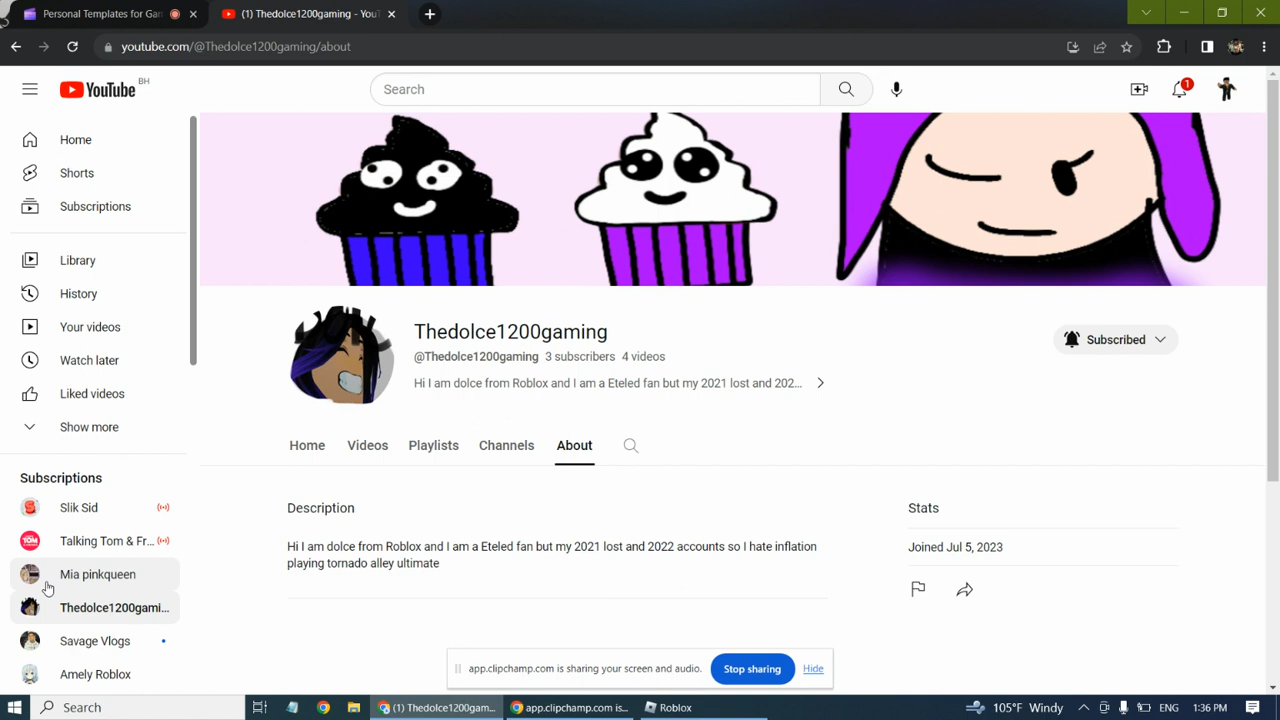 Personal Templates for Gam
(1) Thedolce1200gaming - YouT
youtube.com/@Thedolce1200gaming/about
YouTube
BH
Search
1
Home
Shorts
Subscriptions
Library
History
Your videos
Watch later
Liked videos
Show more
Subscriptions
Slik Sid
Talking Tom & Fr...
Mia pinkqueen
Thedolce1200gami...
Savage Vlogs
Amely Roblox
Thedolce1200gaming
@Thedolce1200gaming 3 subscribers 4 videos
Hi I am dolce from Roblox and I am a Eteled fan but my 2021 lost and 202...
Subscribed
Home Videos Playlists Channels About
Description
Hi I am dolce from Roblox and I am a Eteled fan but my 2021 lost and 2022 accounts so I hate inflation
playing tornado alley ultimate
Stats
Joined Jul 5, 2023
app.clipchamp.com is sharing your screen and audio.
Stop sharing
Hide
Search
(1) Thedolce1200gam...
app.clipchamp.com is...
Roblox
105°F Windy
ENG
1:36 PM